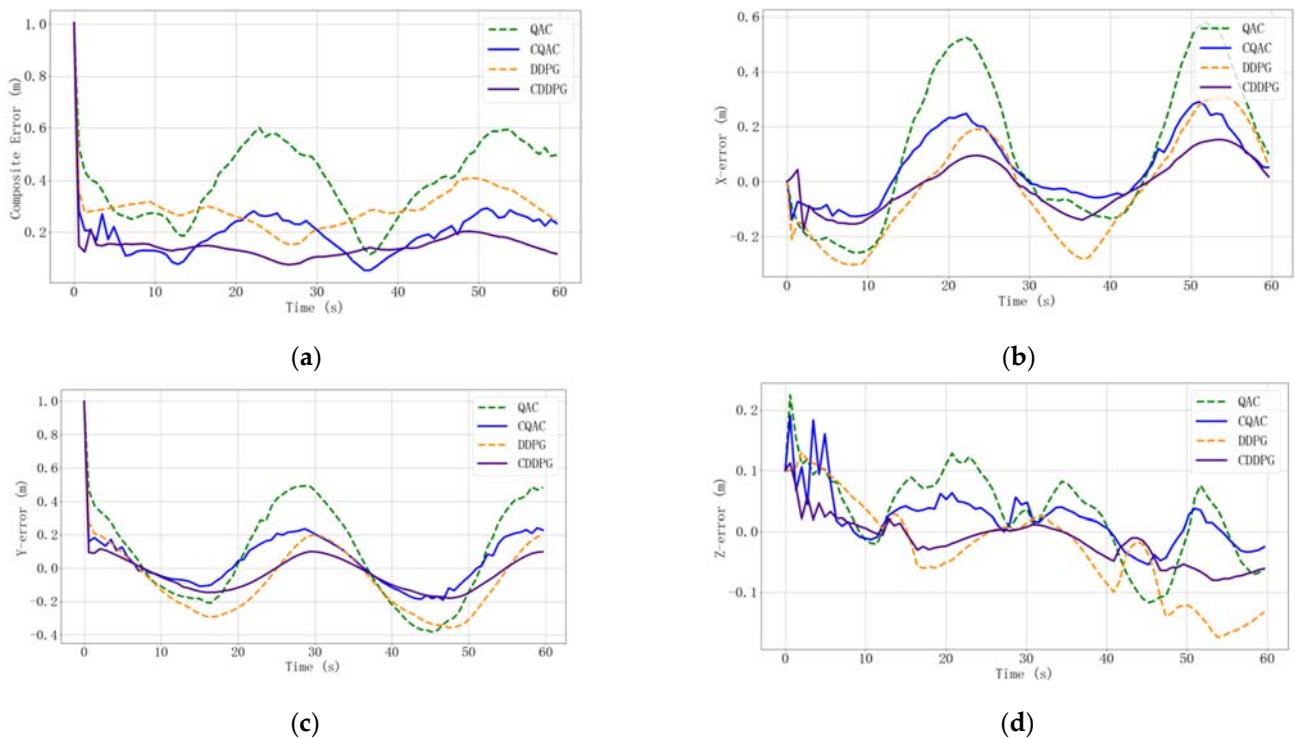 1.0
0.8
0.6
0.4
0.2
Composite Error (m)
QAC
CQAC
DDPG
CDDPG
0 10 20 30 40 50 60
Time (s)
(a)
0.6
0.4
0.2
0.0
-0.2
X-error (m)
QAC
CQAC
DDPG
CDDPG
0 10 20 30 40 50 60
Time (s)
(b)
1.0
0.8
0.6
0.4
0.2
0.0
-0.2
-0.4
Y-error (m)
QAC
CQAC
DDPG
CDDPG
0 10 20 30 40 50 60
Time (s)
(c)
0.2
0.1
0.0
-0.1
Z-error (m)
QAC
CQAC
DDPG
CDDPG
0 10 20 30 40 50 60
Time (s)
(d)